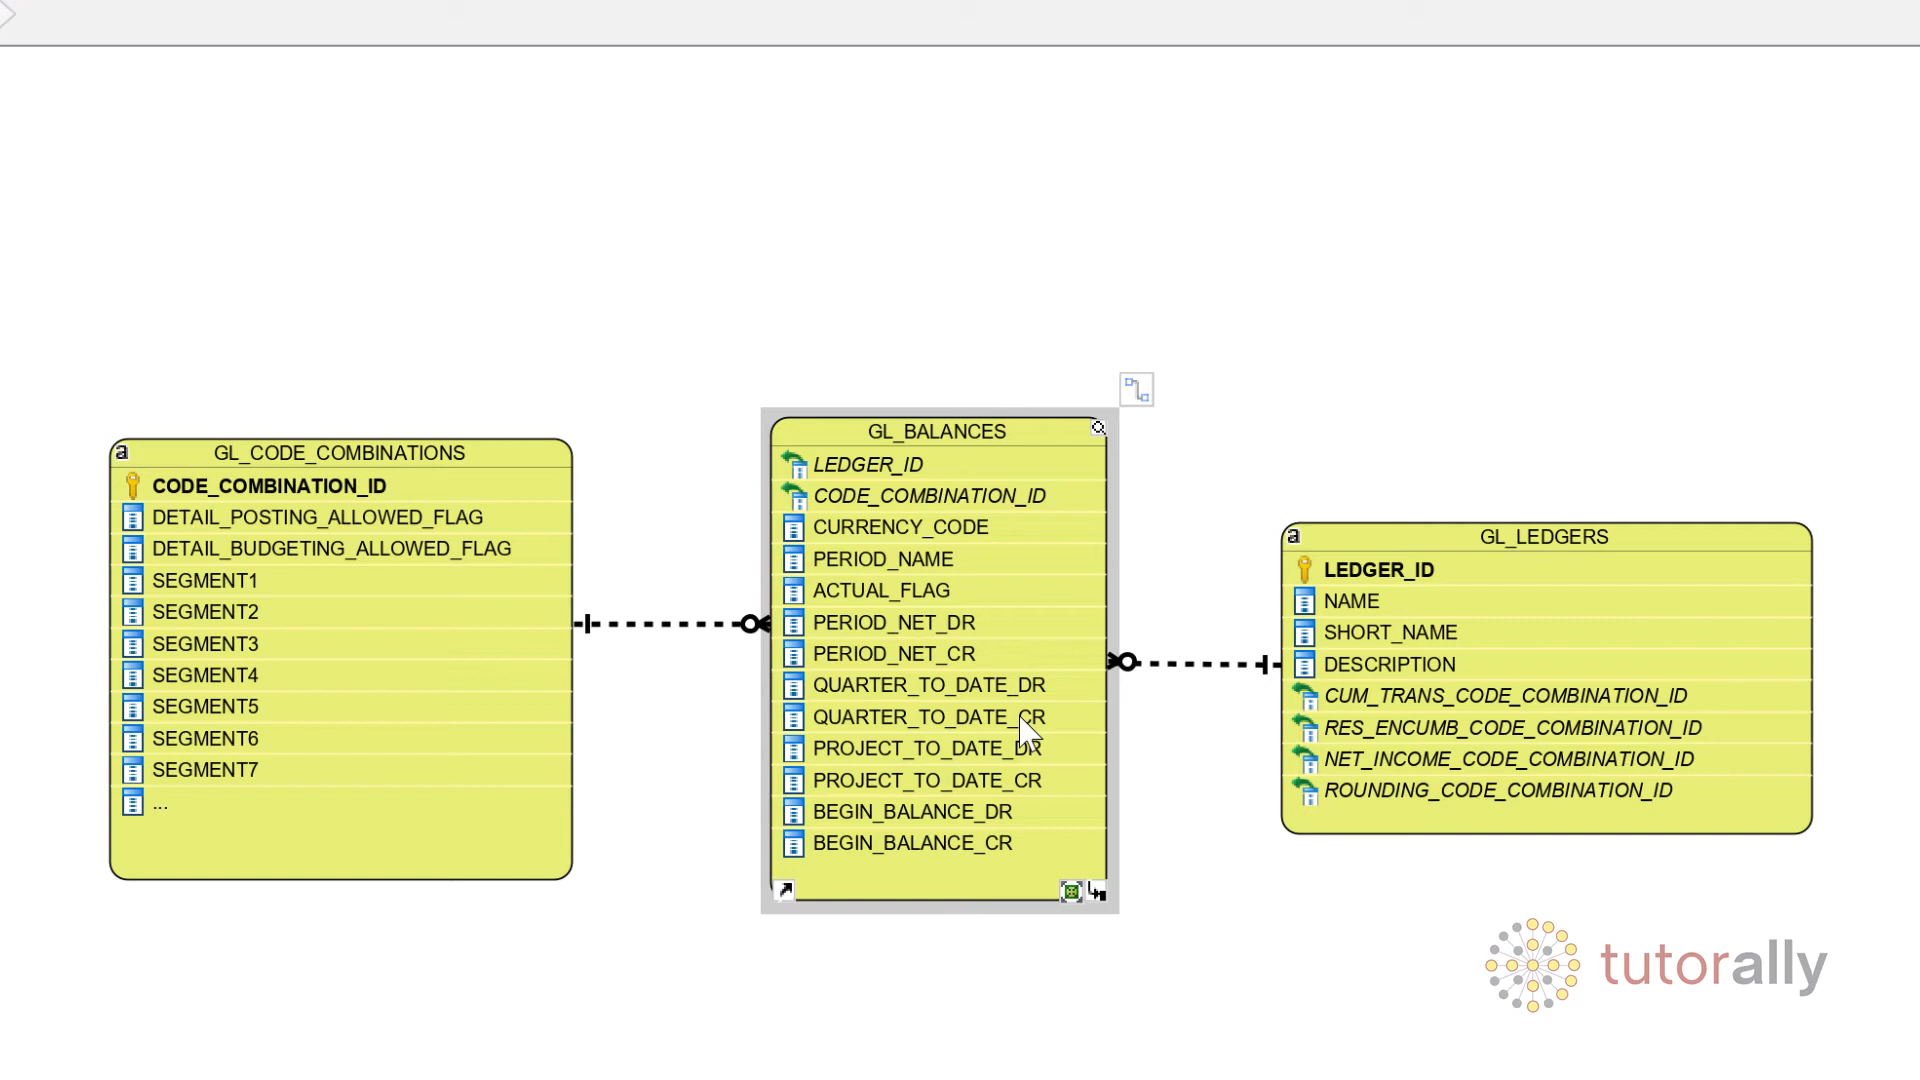 GL_CODE_COMBINATIONS
CODE_COMBINATION_ID
DETAIL_POSTING_ALLOWED_FLAG
DETAIL_BUDGETING_ALLOWED_FLAG
SEGMENT1
SEGMENT2
SEGMENT3
SEGMENT4
SEGMENT5
SEGMENT6
SEGMENT7
...
GL_BALANCES
LEDGER_ID
CODE_COMBINATION_ID
CURRENCY_CODE
PERIOD_NAME
ACTUAL_FLAG
PERIOD_NET_DR
PERIOD_NET_CR
QUARTER_TO_DATE_DR
QUARTER_TO_DATE_CR
PROJECT_TO_DATE_DR
PROJECT_TO_DATE_CR
BEGIN_BALANCE_DR
BEGIN_BALANCE_CR
GL_LEDGERS
LEDGER_ID
NAME
SHORT_NAME
DESCRIPTION
CUM_TRANS_CODE_COMBINATION_ID
RES_ENCUMB_CODE_COMBINATION_ID
NET_INCOME_CODE_COMBINATION_ID
ROUNDING_CODE_COMBINATION_ID
tutorally